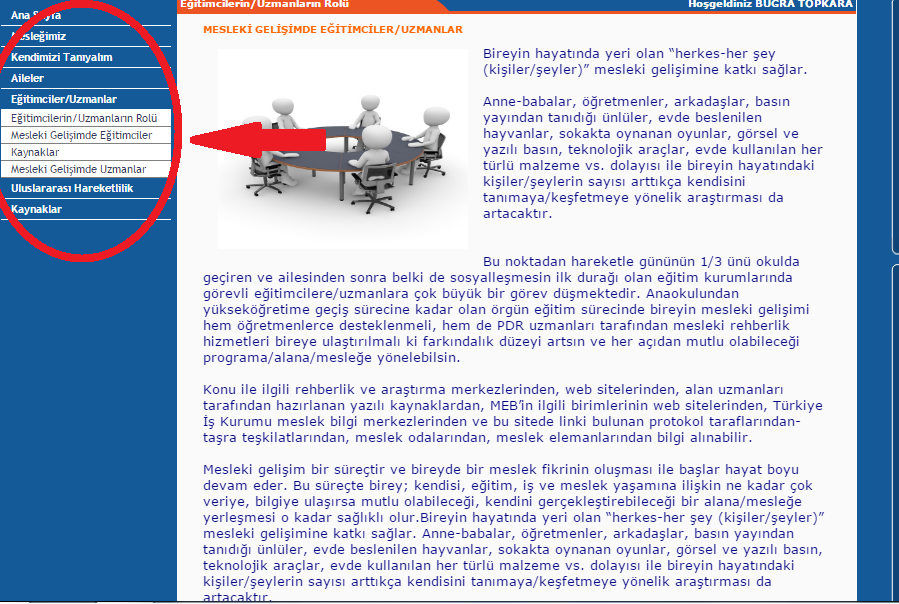 Eğitimcilerin/Uzmanların Rolü
Hoşgeldiniz BUĞRA TOPKARA
Ana Sayfa
Mesleğimiz
Kendimizi Tanıyalım
Aileler
Eğitimciler/Uzmanlar
Eğitimcilerin/Uzmanların Rolü
Mesleki Gelişimde Eğitimciler
Kaynaklar
Mesleki Gelişimde Uzmanlar
Uluslararası Hareketlilik
Kaynaklar
MESLEKİ GELİŞİMDE EĞİTİMCİLER/UZMANLAR
Bireyin hayatında yeri olan “herkes-her şey
(kişiler/şeyler)” mesleki gelişimine katkı sağlar.
Anne-babalar, öğretmenler, arkadaşlar, basın
yayından tanıdığı ünlüler, evde beslenilen
hayvanlar, sokakta oynanan oyunlar, görsel ve
yazılı basın, teknolojik araçlar, evde kullanılan her
türlü malzeme vs. dolayısı ile bireyin hayatındaki
kişiler/şeylerin sayısı arttıkça kendisini
tanımaya/keşfetmeye yönelik araştırması da
artacaktır.
Bu noktadan hareketle gününün 1/3 ünü okulda
geçiren ve ailesinden sonra belki de sosyalleşmesin ilk durağı olan eğitim kurumlarında
görevli eğitimcilere/uzmanlara çok büyük bir görev düşmektedir. Anaokulundan
yükseköğretime geçiş sürecine kadar olan örgün eğitim sürecinde bireyin mesleki gelişimi
hem öğretmenlerce desteklenmeli, hem de PDR uzmanları tarafından mesleki rehberlik
hizmetleri bireye ulaştırılmalı ki farkındalık düzeyi artsın ve her açıdan mutlu olabileceği
programa/alana/mesleğe yönelebilsin.
Konu ile ilgili rehberlik ve araştırma merkezlerinden, web sitelerinden, alan uzmanları
tarafından hazırlanan yazılı kaynaklardan, MEB’in ilgili birimlerinin web sitelerinden, Türkiye
İş Kurumu meslek bilgi merkezlerinden ve bu sitede linki bulunan protokol taraflarından-
taşra teşkilatlarından, meslek odalarından, meslek elemanlarından bilgi alınabilir.
Mesleki gelişim bir süreçtir ve bireyde bir meslek fikrinin oluşması ile başlar hayat boyu
devam eder. Bu süreçte birey; kendisi, eğitim, iş ve meslek yaşamına ilişkin ne kadar çok
veriye, bilgiye ulaşırsa mutlu olabileceği, kendini gerçekleştirebileceği bir alana/mesleğe
yerleşmesi o kadar sağlıklı olur.Bireyin hayatında yeri olan “herkes-her şey (kişiler/şeyler)”
mesleki gelişimine katkı sağlar. Anne-babalar, öğretmenler, arkadaşlar, basın yayından
tanıdığı ünlüler, evde beslenilen hayvanlar, sokakta oynanan oyunlar, görsel ve yazılı basın,
teknolojik araçlar, evde kullanılan her türlü malzeme vs. dolayısı ile bireyin hayatındaki
kişiler/şeylerin sayısı arttıkça kendisini tanımaya/keşfetmeye yönelik araştırması da
artacaktır.